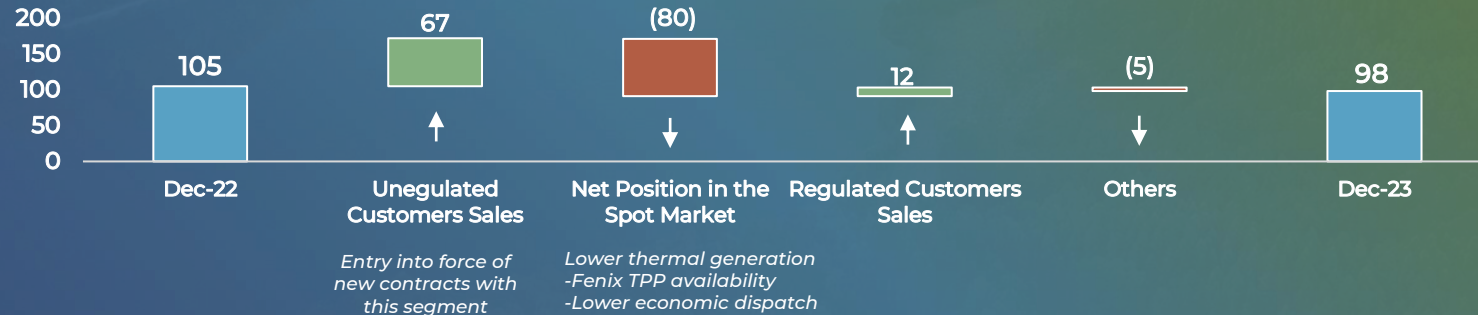 200
150
100
50
0
105
67
(80)
12
(5)
98
Dec-22
Unegulated
Customers Sales
Net Position in the
Spot Market
Regulated Customers
Sales
Others
Dec-23
Entry into force of
new contracts with
this segment
Lower thermal generation
-Fenix TPP availability
-Lower economic dispatch